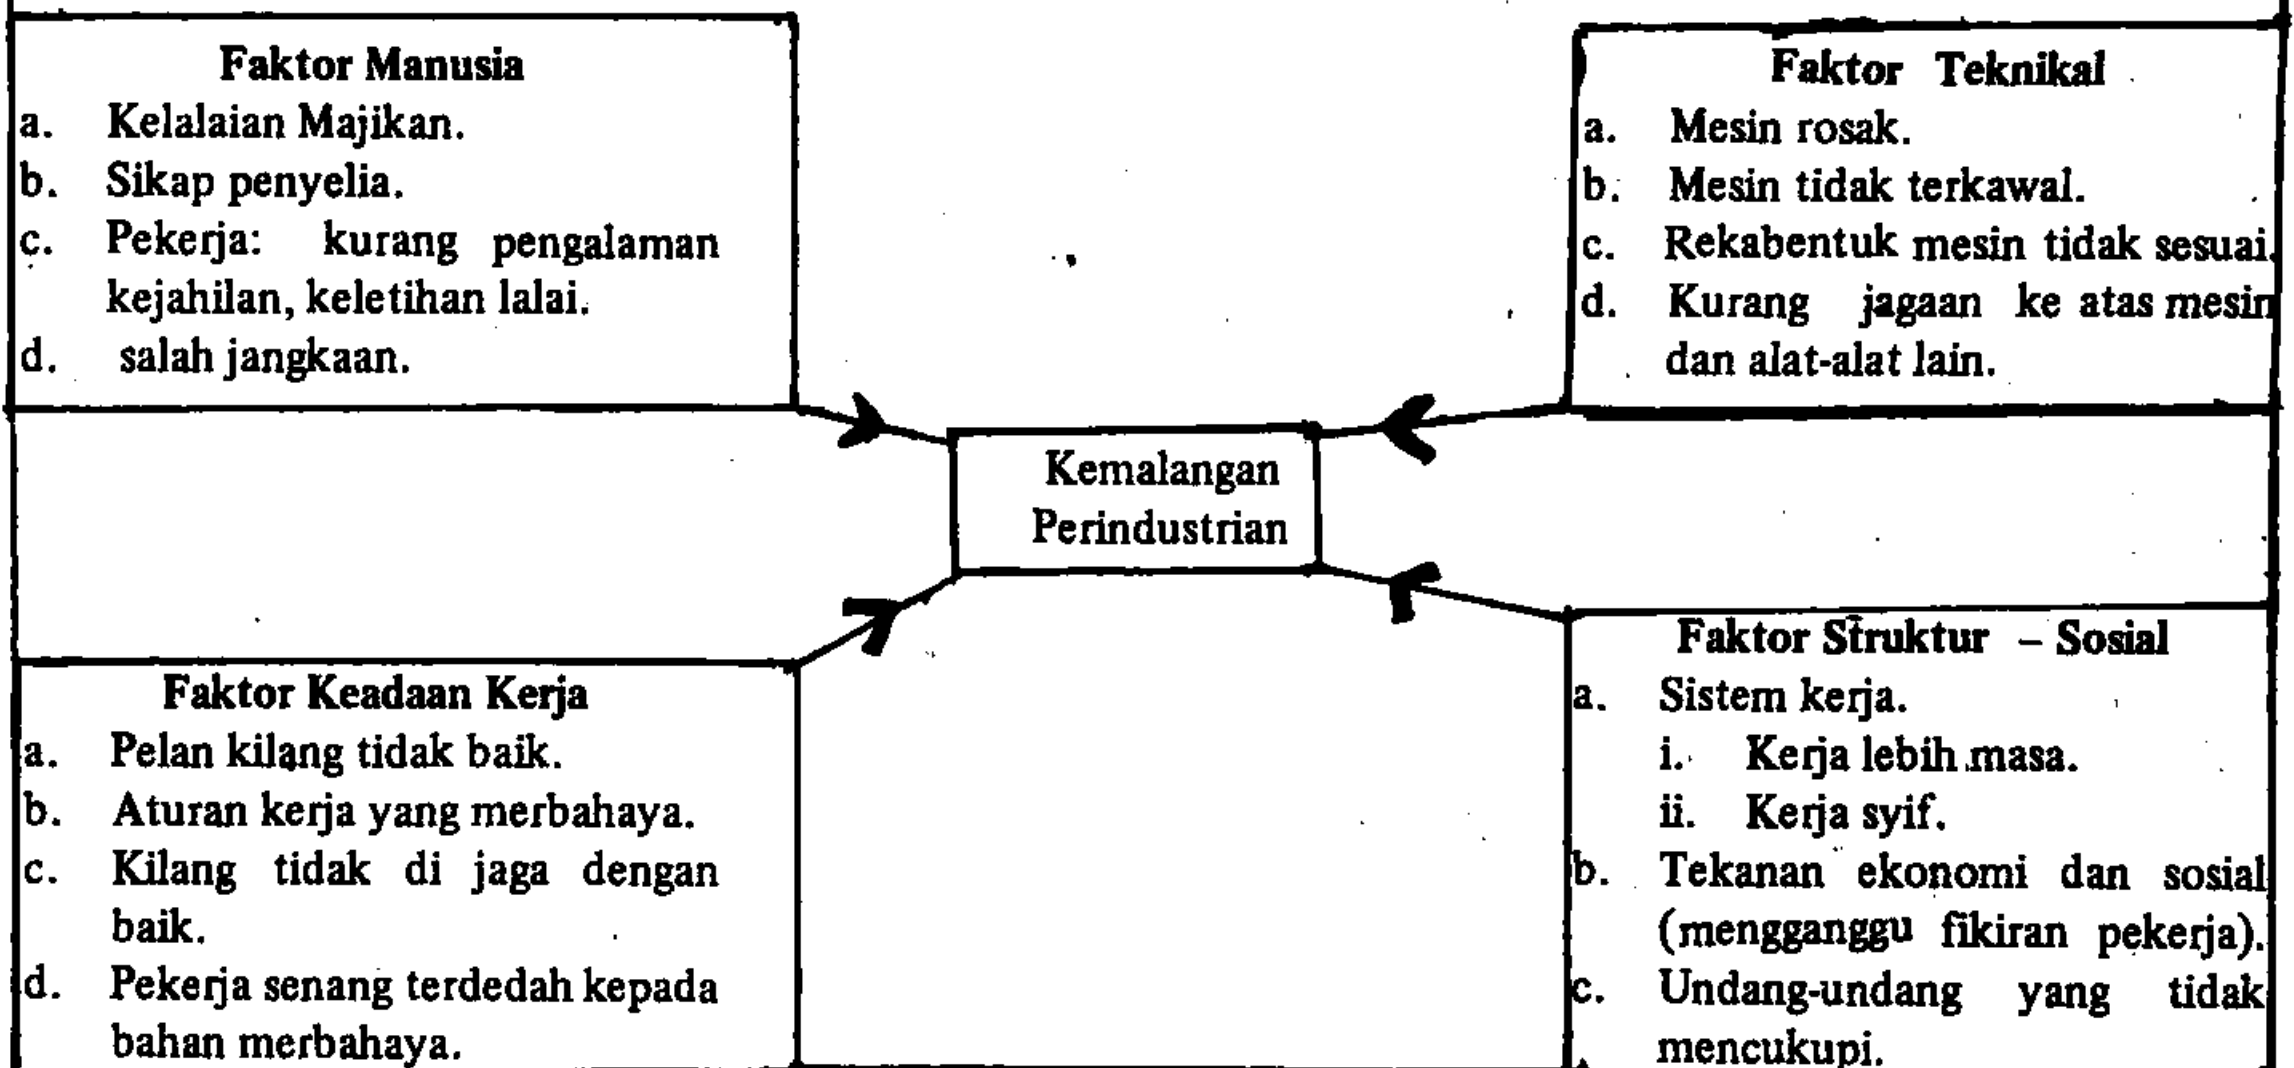 Faktor Manusia
a. Kelalaian Majikan.
b. Sikap penyelia.
c. Pekerja: kurang pengalaman
kejahilan, keletihan lalai.
d. salah jangkaan.
Faktor Teknikal
a. Mesin rosak.
b. Mesin tidak terkawal.
c. Rekabentuk mesin tidak sesuai.
d. Kurang jagaan ke atas mesin
dan alat-alat lain.
Kemalangan
Perindustrian
Faktor Keadaan Kerja
a. Pelan kilang tidak baik.
b. Aturan kerja yang merbahaya.
c. Kilang tidak di jaga dengan
baik.
d. Pekerja senang terdedah kepada
bahan merbahaya.
Faktor Struktur – Sosial
a. Sistem kerja.
i. Kerja lebih masa.
ii. Kerja syif.
b. Tekanan ekonomi dan sosial
(mengganggu fikiran pekerja).
c. Undang-undang yang tidak
mencukupi.